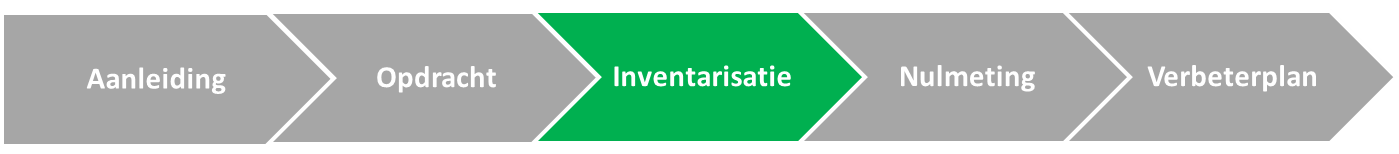 Aanleiding
Opdracht
Inventarisatie
Nulmeting
Verbeterplan